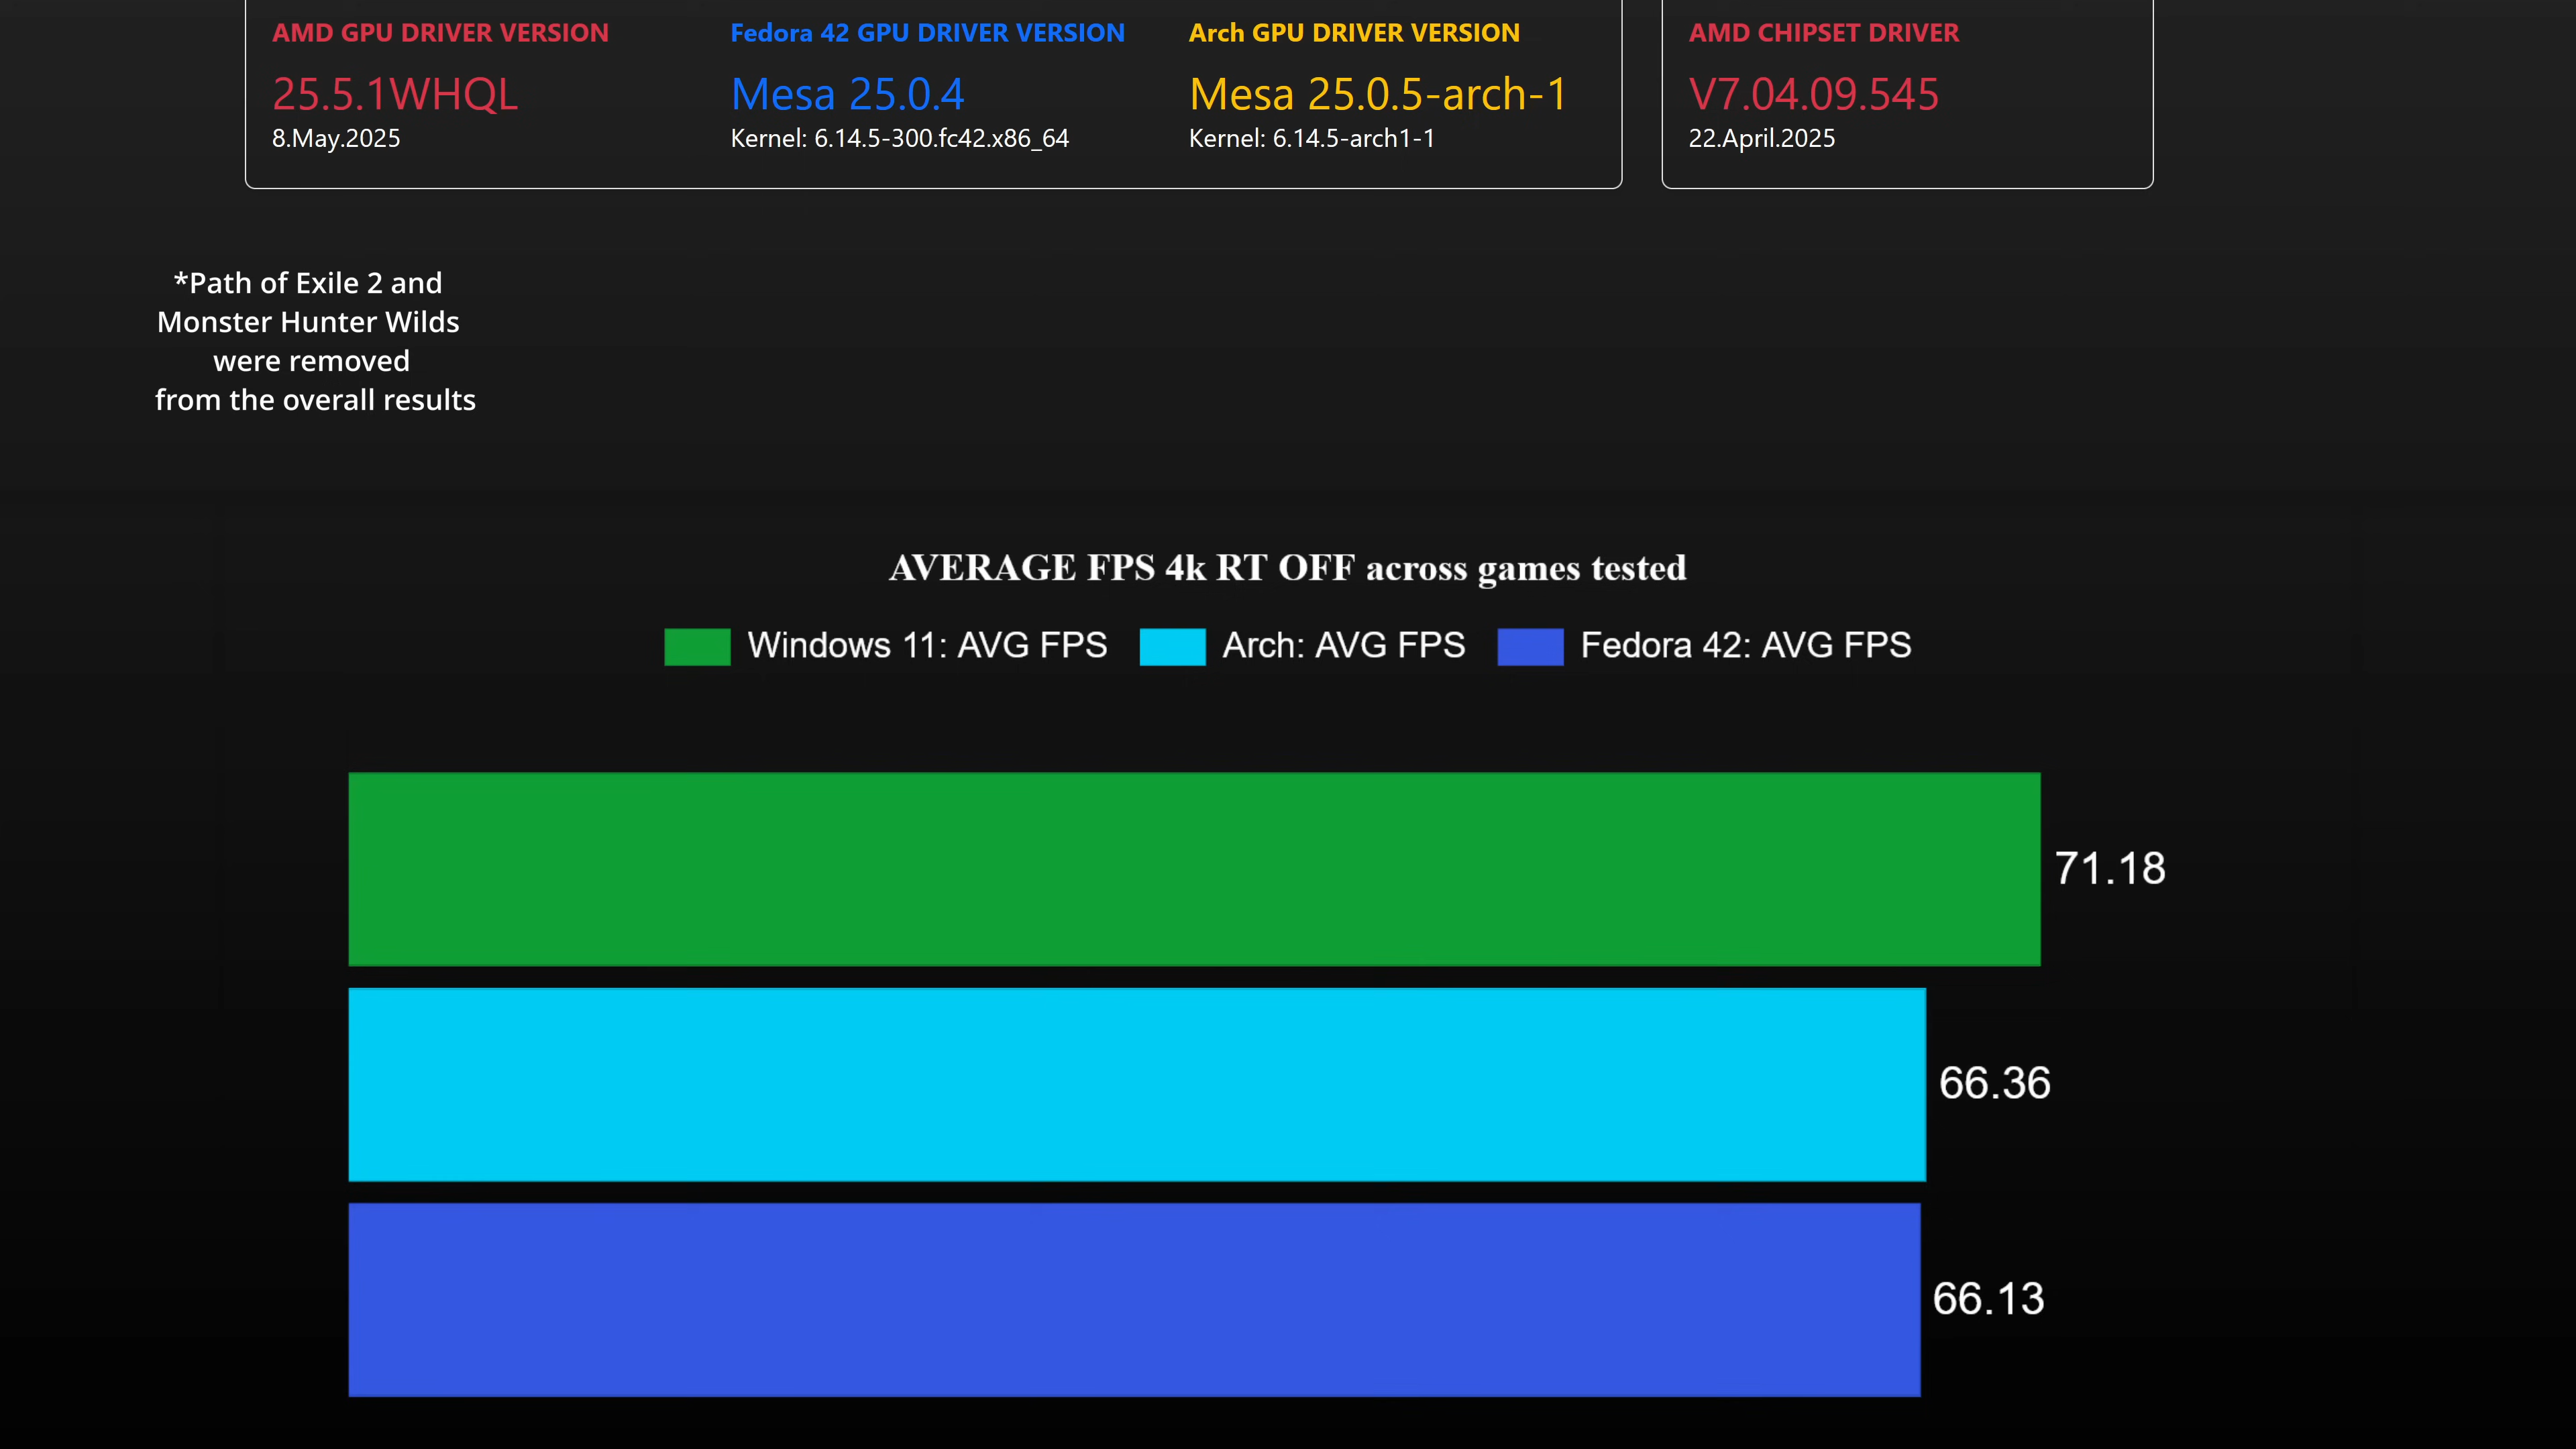 AMD GPU DRIVER VERSION
25.5.1WHQL
8.May.2025
Fedora 42 GPU DRIVER VERSION
Mesa 25.0.4
Kernel: 6.14.5-300.fc42.x86_64
Arch GPU DRIVER VERSION
Mesa 25.0.5-arch-1
Kernel: 6.14.5-arch1-1
AMD CHIPSET DRIVER
V7.04.09.545
22.April.2025
*Path of Exile 2 and
Monster Hunter Wilds
were removed
from the overall results
AVERAGE FPS 4k RT OFF across games tested
Windows 11: AVG FPS
Arch: AVG FPS
Fedora 42: AVG FPS
71.18
66.36
66.13